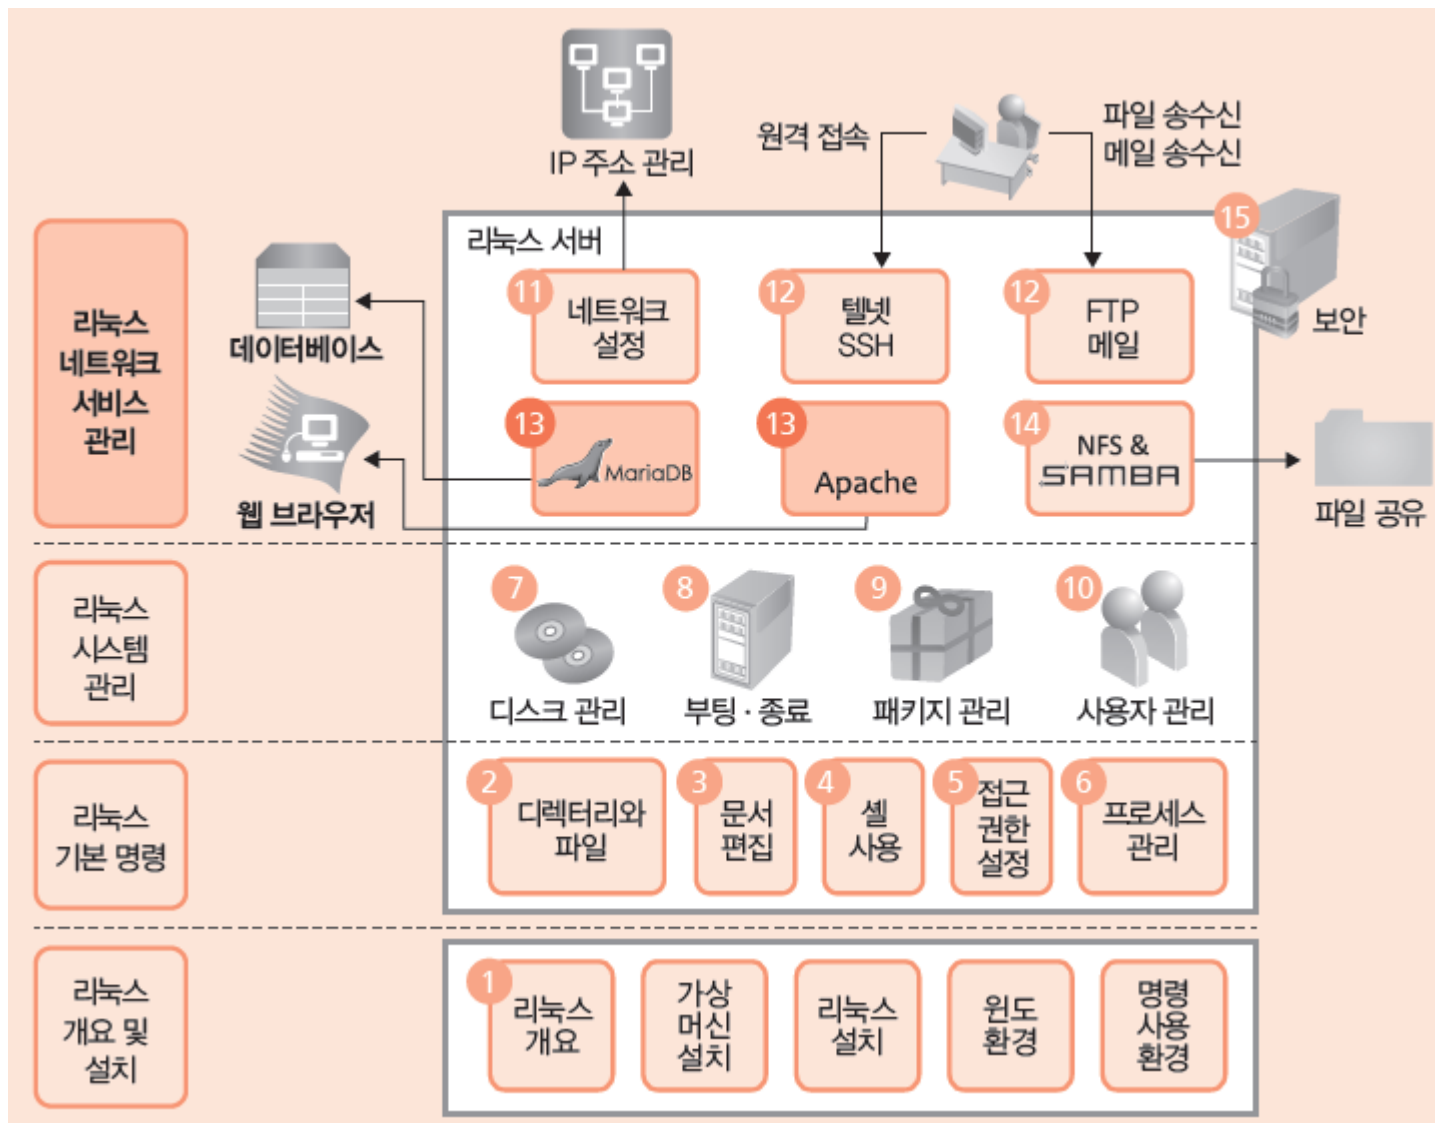 IP 주소 관리
원격 접속
파일 송수신
메일 송수신
15
보안
리눅스
네트워크
서비스
관리
데이터베이스
웹 브라우저
리눅스 서버
11
네트워크
설정
12
텔넷
SSH
12
FTP
메일
13
MariaDB
13
Apache
14
NFS &
SAMBA
파일 공유
리눅스
시스템
관리
7
디스크 관리
8
부팅 · 종료
9
패키지 관리
10
사용자 관리
리눅스
기본 명령
2
디렉터리와
파일
3
문서
편집
4
셸
사용
5
접근
권한
설정
6
프로세스
관리
리눅스
개요 및
설치
1
리눅스
개요
가상
머신
설치
리눅스
설치
윈도
환경
명령
사용
환경